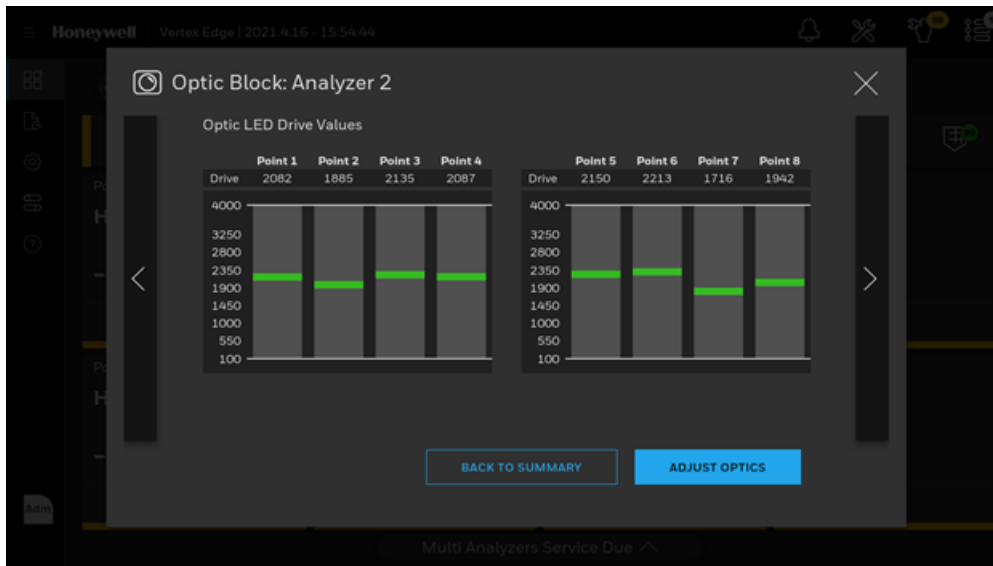 Honeywell Vertex Edge | 2021.4.16 - 15:54:44
Optic Block: Analyzer 2
Optic LED Drive Values
Point 1 Point 2 Point 3 Point 4
Drive 2082 1885 2135 2087
4000
3250
2800
2350
1900
1450
1000
550
100
Point 5 Point 6 Point 7 Point 8
Drive 2150 2213 1716 1942
4000
3250
2800
2350
1900
1450
1000
550
100
BACK TO SUMMARY
ADJUST OPTICS
Adm
Multi Analyzers Service Due